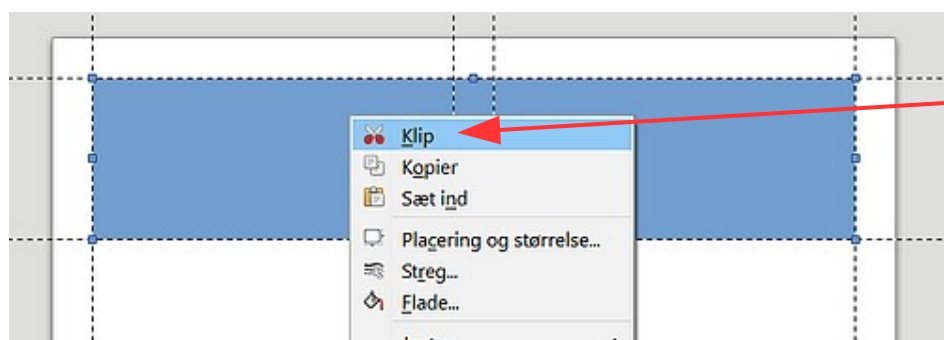 Klip
Kopier
Sæt ind
Placering og størrelse...
Streg...
Flade...